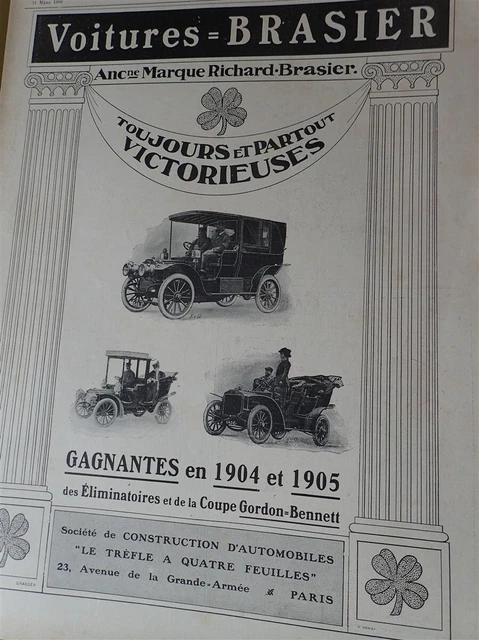 Voitures = BRASIER
Ancne Marque Richard-Brasier.
TOUJOURS ET PARTOUT
VICTORIEUSES
GAGNANTES en 1904 et 1905
des Éliminatoires et de la Coupe Gordon=Bennett
Société de CONSTRUCTION D'AUTOMOBILES
"LE TRÈFLE A QUATRE FEUILLES"
23, Avenue de la Grande-Armée PARIS